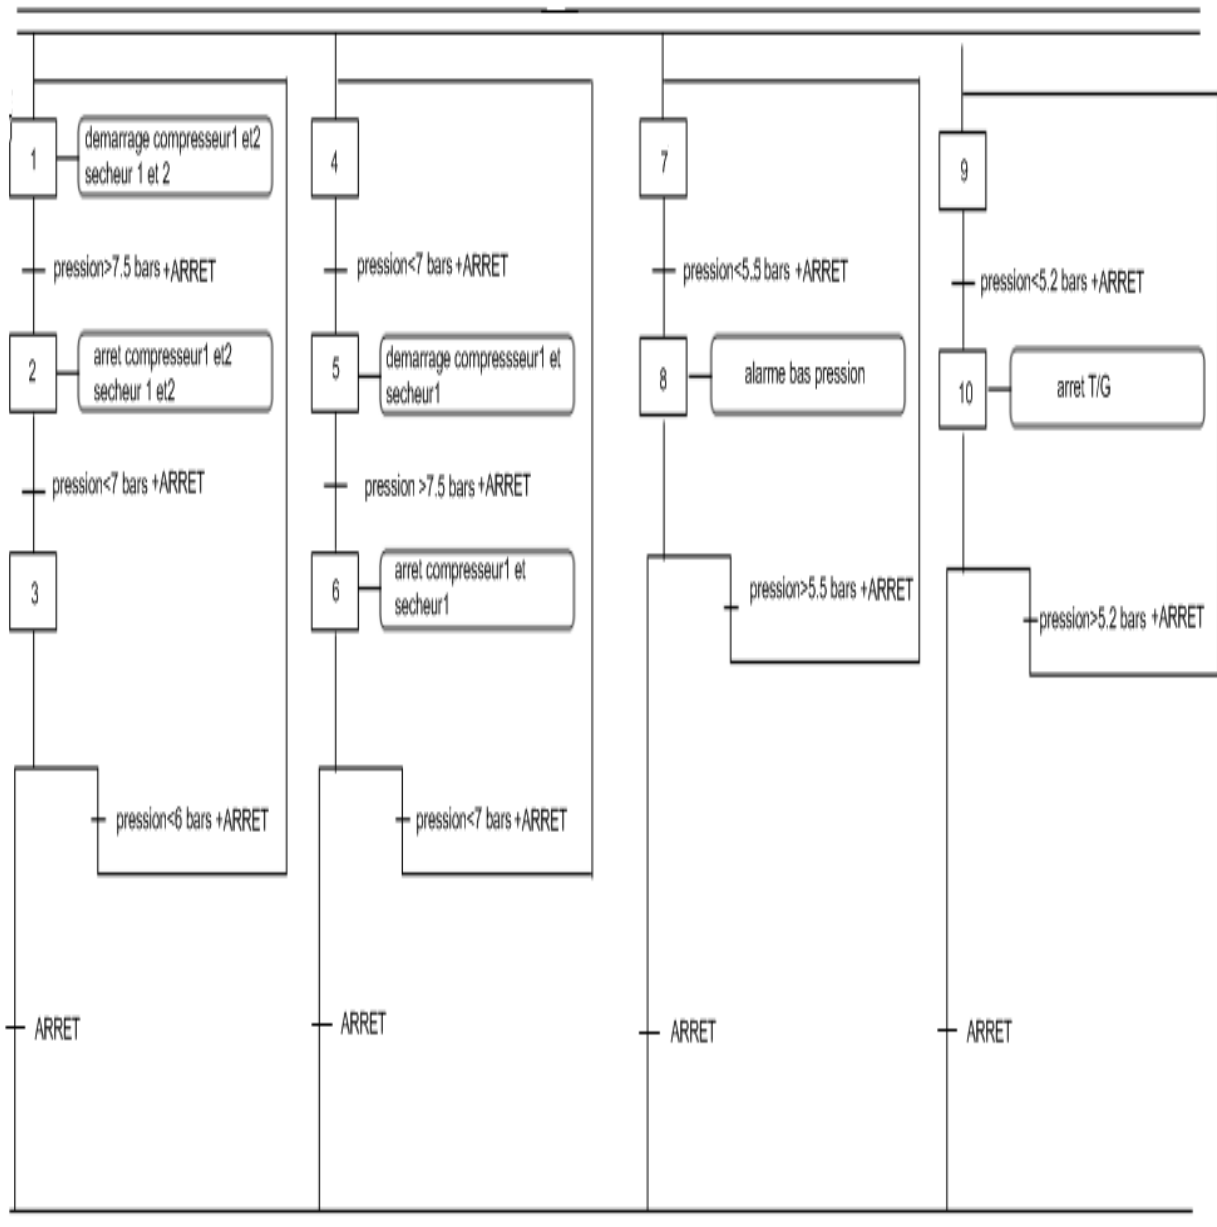 1
demarrage compresseur1 et2
secheur 1 et 2
pression>7.5 bars +ARRET
2
arret compresseur1 et2
secheur 1 et2
pression<7 bars +ARRET
3
pression<6 bars +ARRET
ARRET
4
pression<7 bars +ARRET
5
demarrage compressseur1 et
secheur1
pression >7.5 bars +ARRET
6
arret compresseur1 et
secheur1
pression<7 bars +ARRET
ARRET
7
pression<5.5 bars +ARRET
8
alarme bas pression
pression>5.5 bars +ARRET
ARRET
9
pression<5.2 bars +ARRET
10
arret T/G
pression>5.2 bars +ARRET
ARRET